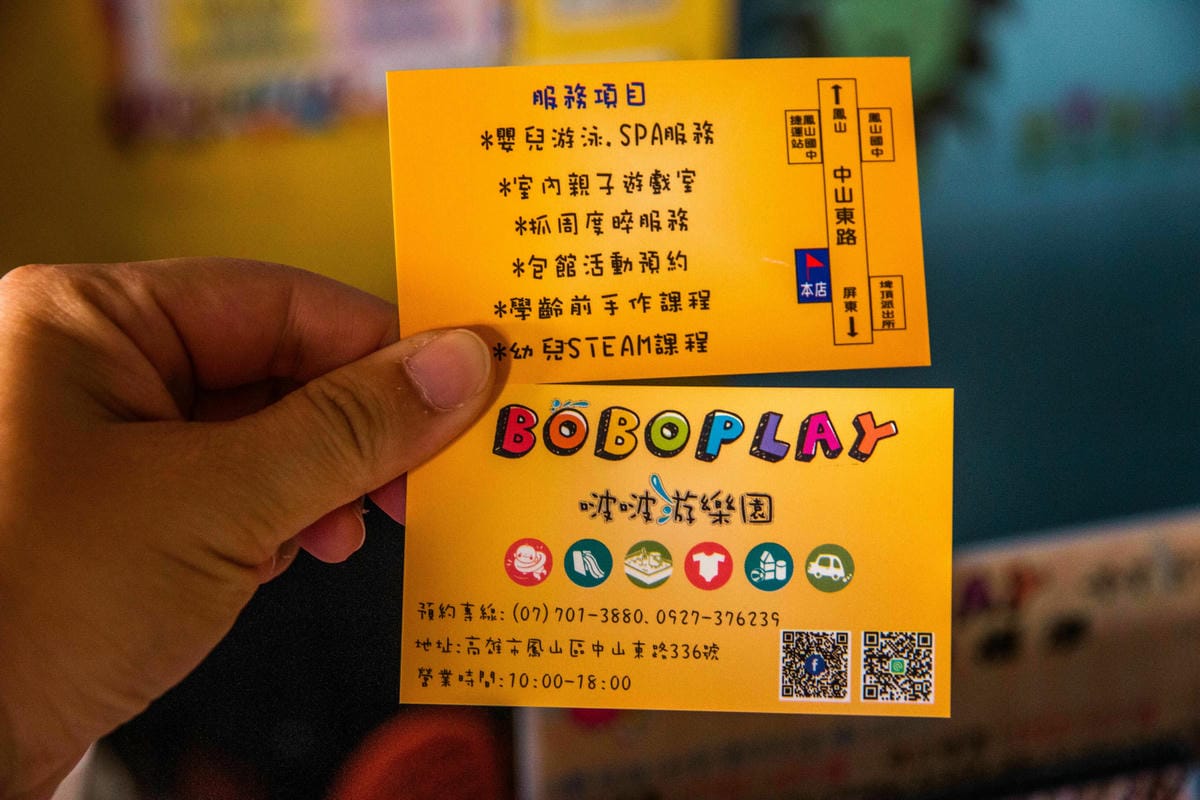 服務項目
*嬰兒游泳.SPA服務
*室內親子遊戲室
*抓周度晬服務
*包館活動預約
*學齡前手作課程
*幼兒STEAM課程
鳳山
鳳山國中
捷運站
鳳山國中
中山東路
本店
屏東
埤頂派出所
BOBOPLAY
啵啵游樂園
預約專線:(07)701-3880、0927-376239
地址:高雄市鳳山區中山東路336號
營業時間:10:00-18:00